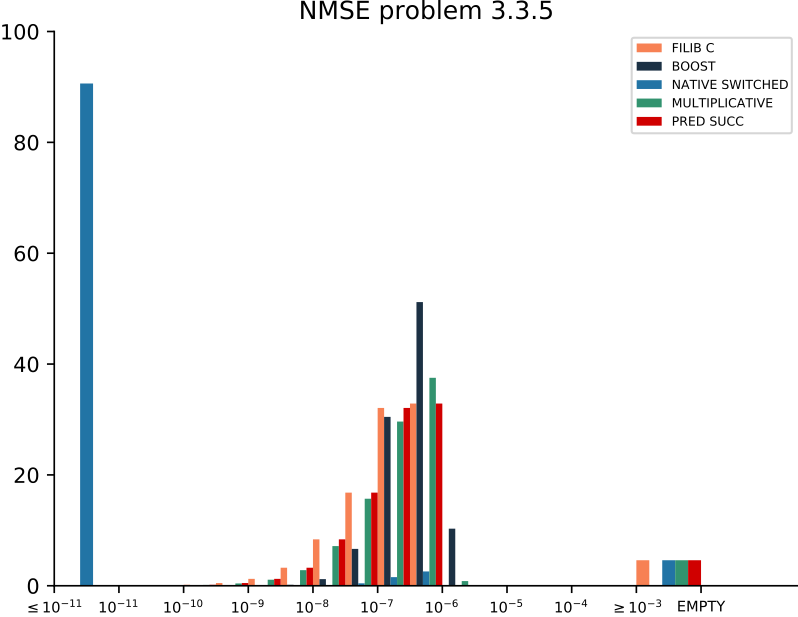 NMSE problem 3.3.5
100
80
60
40
20
0
FILIB C
BOOST
NATIVE SWITCHED
MULTIPLICATIVE
PRED SUCC
≤ 10⁻¹¹ 10⁻¹¹ 10⁻¹⁰ 10⁻⁹ 10⁻⁸ 10⁻⁷ 10⁻⁶ 10⁻⁵ 10⁻⁴ ≥ 10⁻³ EMPTY